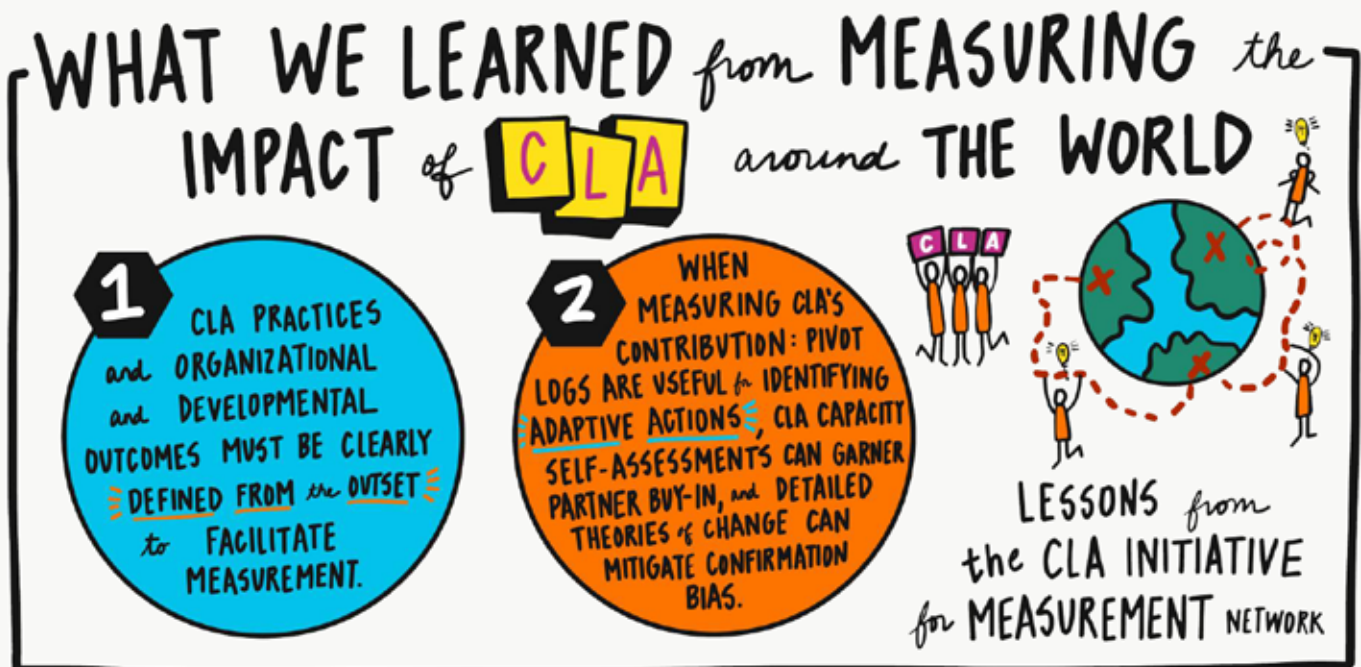 WHAT WE LEARNED from MEASURING the
IMPACT of CLA around THE WORLD
1
CLA PRACTICES
and ORGANIZATIONAL
and DEVELOPMENTAL
OUTCOMES MUST BE CLEARLY
DEFINED FROM the OUTSET
to FACILITATE
MEASUREMENT.
2
WHEN
MEASURING CLA'S
CONTRIBUTION: PIVOT
LOGS ARE USEFUL for IDENTIFYING
ADAPTIVE ACTIONS, CLA CAPACITY
SELF-ASSESSMENTS CAN GARNER
PARTNER BUY-IN, and DETAILED
THEORIES of CHANGE CAN
MITIGATE CONFIRMATION
BIAS.
CLA
LESSONS from
the CLA INITIATIVE
for MEASUREMENT NETWORK